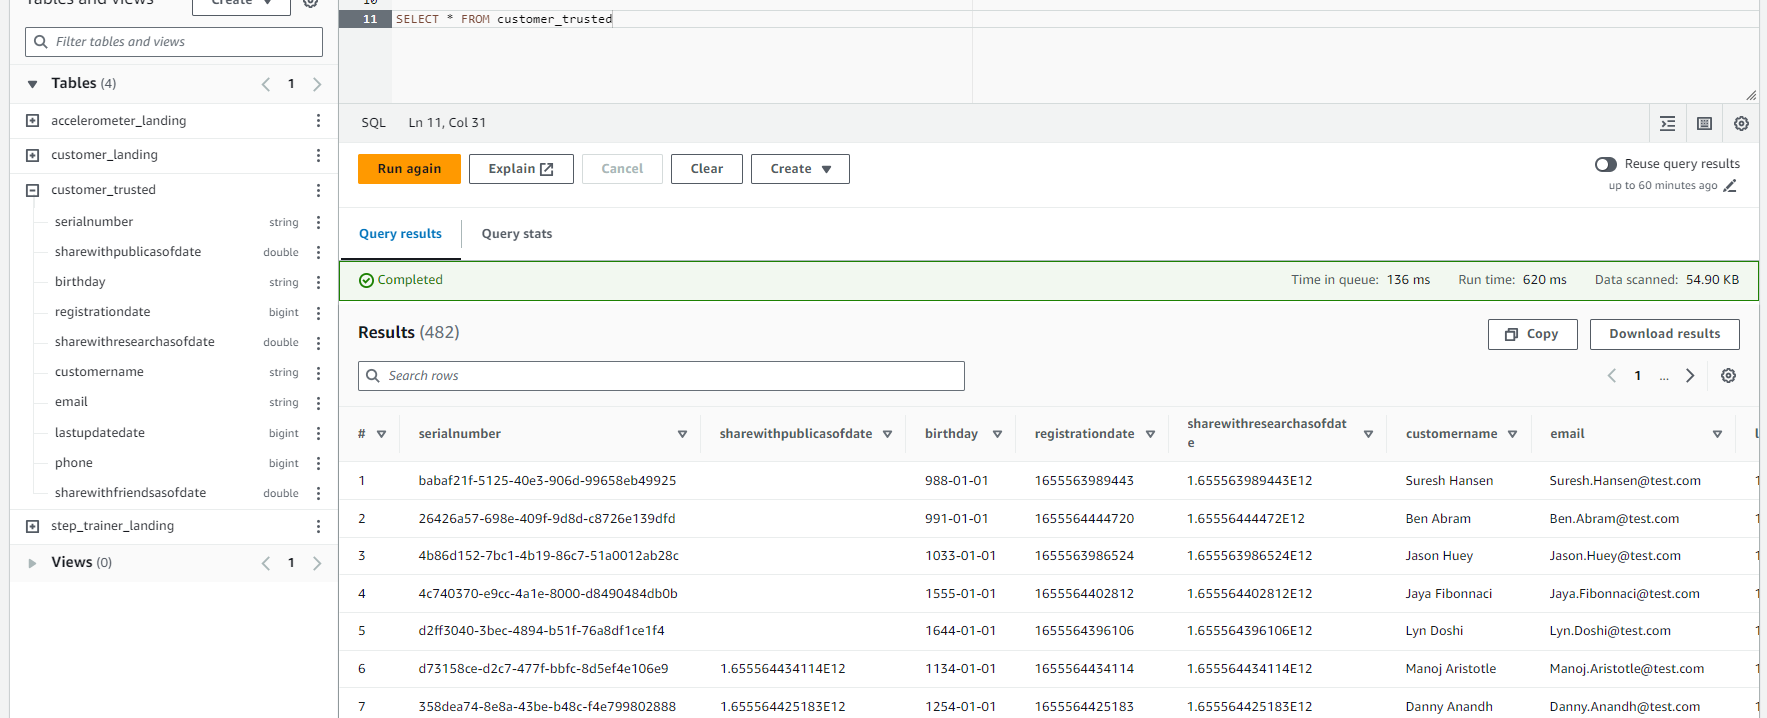 Tables and views
Create
Filter tables and views
Tables (4)
1
accelerometer_landing
customer_landing
customer_trusted
serialnumber string
sharewithpublicasofdate double
birthday string
registrationdate bigint
sharewithresearchasofdate double
customername string
email string
lastupdatedate bigint
phone bigint
sharewithfriendsasofdate double
step_trainer_landing
Views (0)
1
10
11 SELECT * FROM customer_trusted
SQL Ln 11, Col 31
Run again Explain Cancel Clear Create
Reuse query results
up to 60 minutes ago
Query results Query stats
Completed Time in queue: 136 ms Run time: 620 ms Data scanned: 54.90 KB
Results (482)
Copy Download results
Search rows
1 ...
# serialnumber sharewithpublicasofdate birthday registrationdate sharewithresearchasofdat
e customername email
1 babaf21f-5125-40e3-906d-99658eb49925 988-01-01 1655563989443 1.655563989443E12 Suresh Hansen Suresh.Hansen@test.com 1
2 26426a57-698e-409f-9d8d-c8726e139dfd 991-01-01 1655564444720 1.65556444472E12 Ben Abram Ben.Abram@test.com 1
3 4b86d152-7bc1-4b19-86c7-51a0012ab28c 1033-01-01 1655563986524 1.655563986524E12 Jason Huey Jason.Huey@test.com 1
4 4c740370-e9cc-4a1e-8000-d8490484db0b 1555-01-01 1655564402812 1.655564402812E12 Jaya Fibonnaci Jaya.Fibonnaci@test.com 1
5 d2ff3040-3bec-4894-b51f-76a8df1ce1f4 1644-01-01 1655564396106 1.655564396106E12 Lyn Doshi Lyn.Doshi@test.com 1
6 d73158ce-d2c7-477f-bbfc-8d5ef4e106e9 1.655564434114E12 1134-01-01 1655564434114 1.655564434114E12 Manoj Aristotle Manoj.Aristotle@test.com 1
7 358dea74-8e8a-43be-b48c-f4e799802888 1.655564425183E12 1254-01-01 1655564425183 1.655564425183E12 Danny Anandh Danny.Anandh@test.com 1